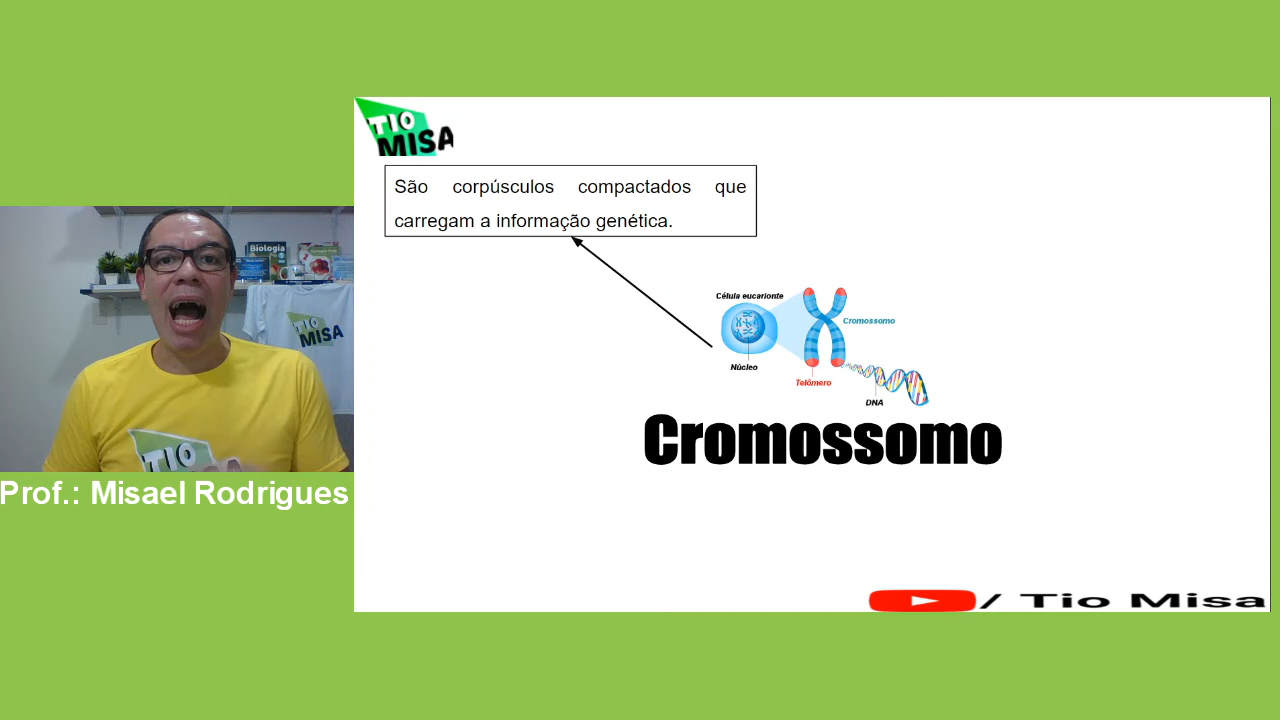 TIO
MISA
São corpúsculos compactados que
carregam a informação genética.
Célula eucarionte
Cromossomo
Núcleo
Telômero
DNA
Cromossomo
Biologia
TIO
MISA
TIO
Prof.: Misael Rodrigues
/ Tio Misa